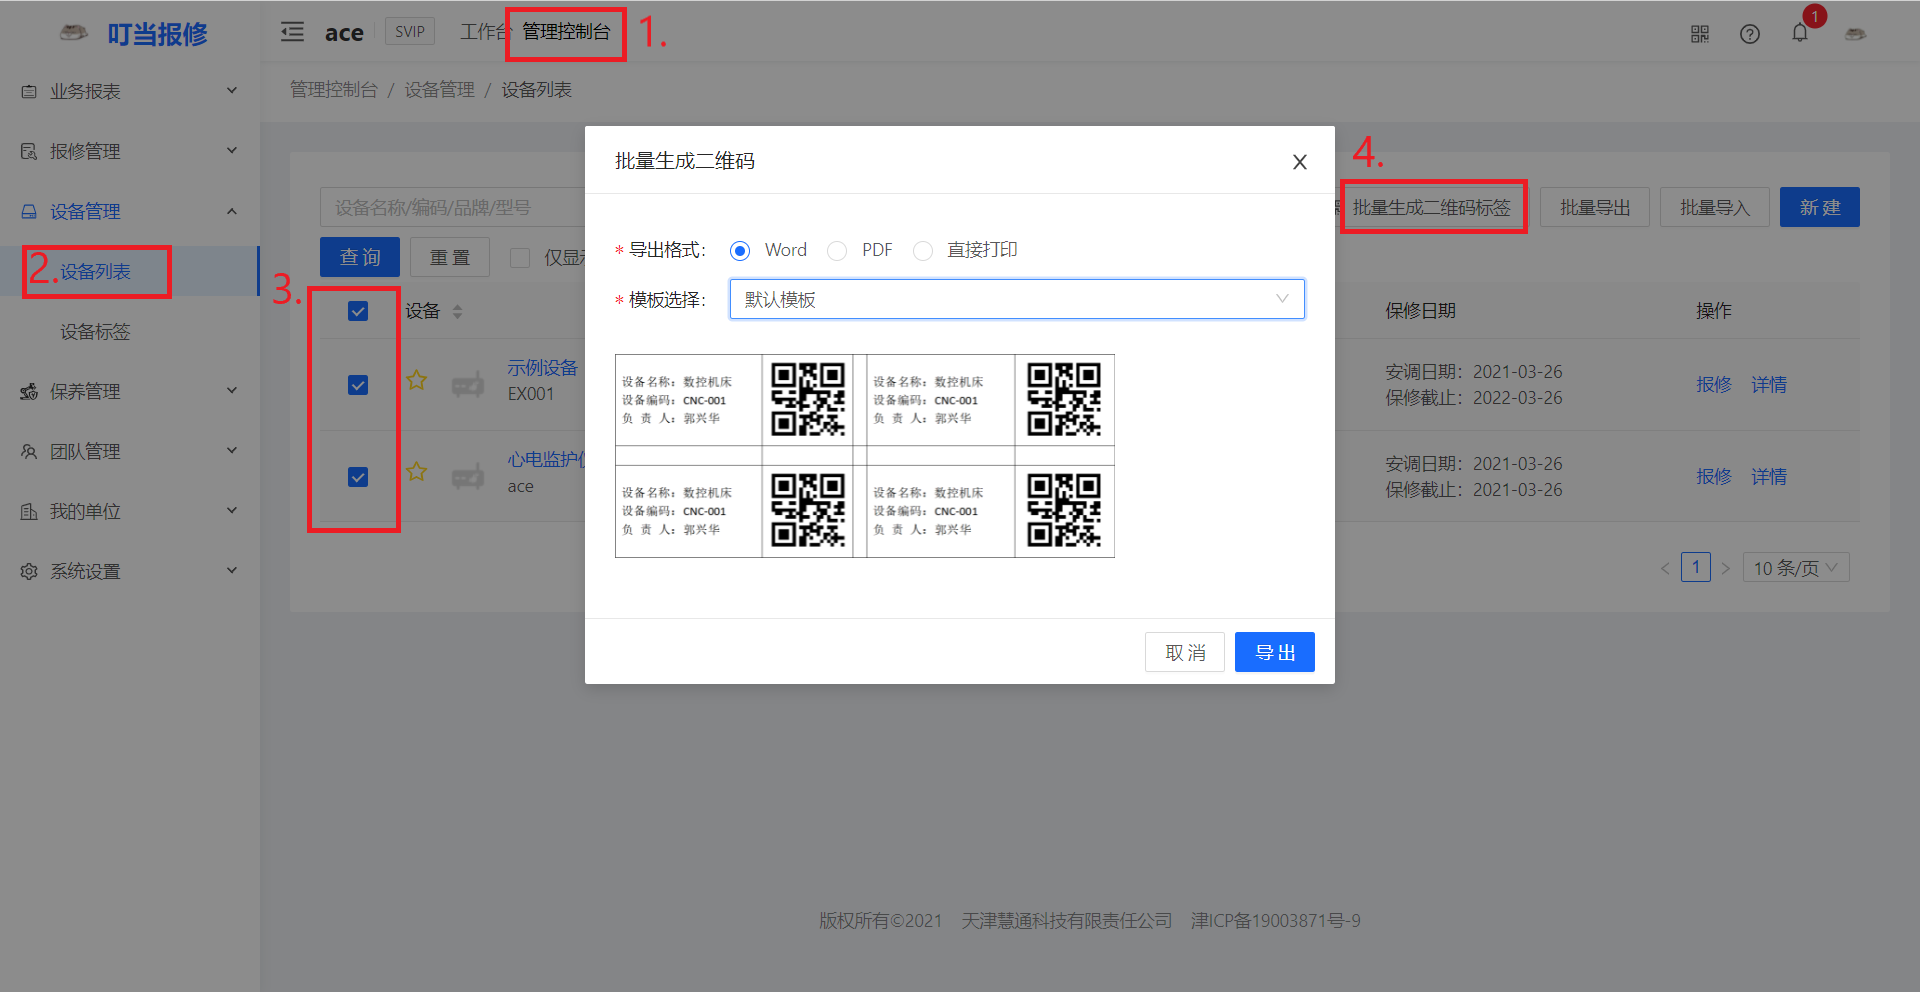 叮当报修
ace SVIP 工作台 管理控制台 1.
1
业务报表
报修管理
设备管理
2. 设备列表
设备标签
保养管理
团队管理
我的单位
系统设置
管理控制台 / 设备管理 / 设备列表
设备名称/编码/品牌/型号
4.
批量生成二维码标签 批量导出 批量导入 新 建
查 询 重 置 仅显
3.
设备 保修日期 操作
示例设备
EX001
安调日期：2021-03-26
保修截止：2022-03-26
报修 详情
心电监护
ace
安调日期：2021-03-26
保修截止：2021-03-26
报修 详情
< 1 > 10 条/页
批量生成二维码
* 导出格式： Word PDF 直接打印
* 模板选择： 默认模板
设备名称：数控机床
设备编码：CNC-001
负 责 人：郭兴华
设备名称：数控机床
设备编码：CNC-001
负 责 人：郭兴华
设备名称：数控机床
设备编码：CNC-001
负 责 人：郭兴华
设备名称：数控机床
设备编码：CNC-001
负 责 人：郭兴华
取 消 导 出
版权所有©2021 天津慧通科技有限责任公司 津ICP备19003871号-9